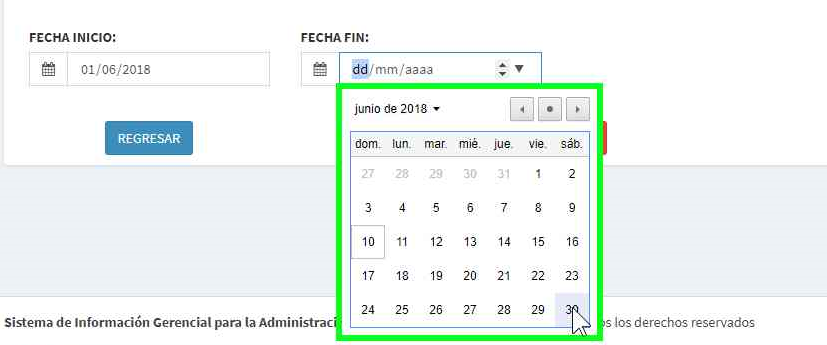 FECHA INICIO: FECHA FIN:
01/06/2018 dd/mm/aaaa
junio de 2018
dom. lun. mar. mié. jue. vie. sáb.
27 28 29 30 31 1 2
3 4 5 6 7 8 9
10 11 12 13 14 15 16
17 18 19 20 21 22 23
24 25 26 27 28 29 30
REGRESAR
Sistema de Información Gerencial para la los derechos reservados